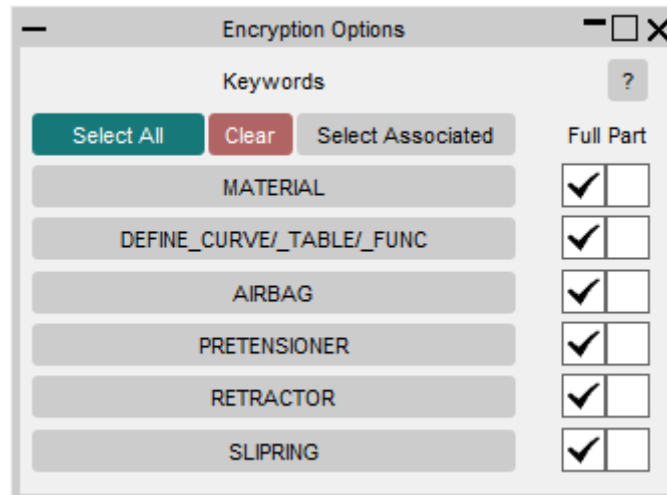 Encryption Options
Keywords ?
Select All Clear Select Associated Full Part
MATERIAL
DEFINE_CURVE/_TABLE/_FUNC
AIRBAG
PRETENSIONER
RETRACTOR
SLIPRING